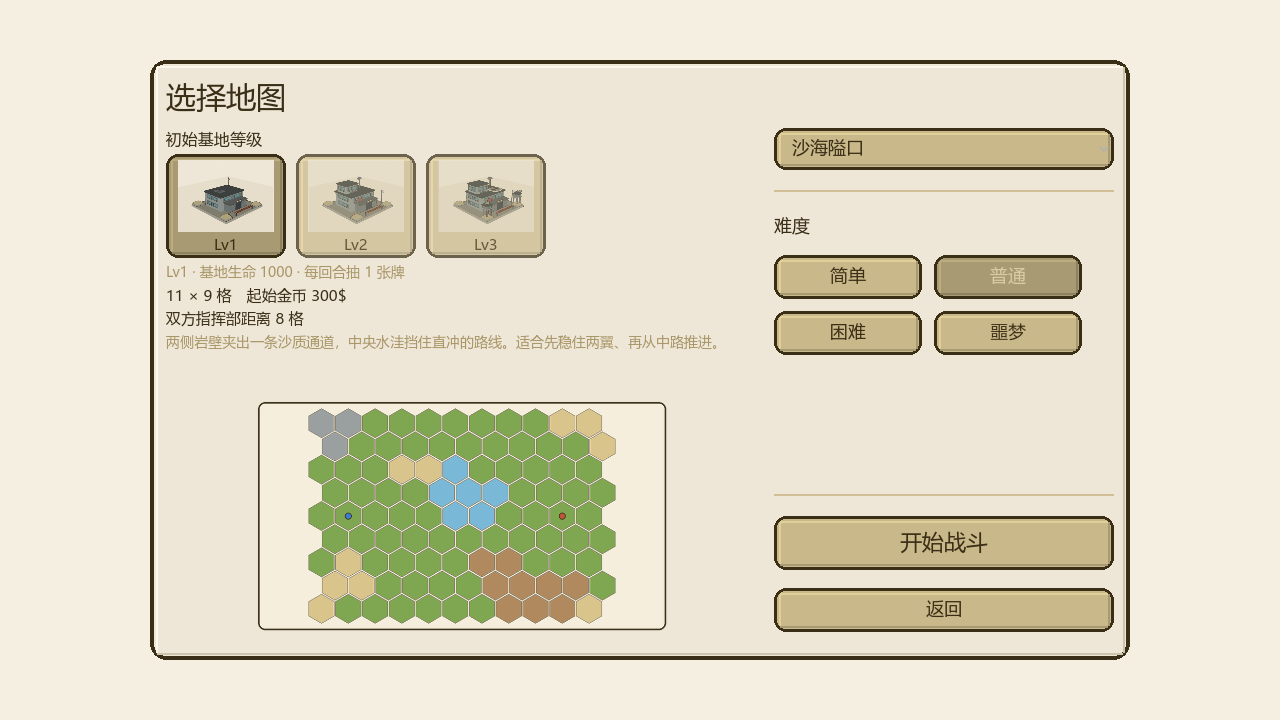 选择地图
初始基地等级
Lv1
Lv2
Lv3
Lv1 · 基地生命 1000 · 每回合抽 1 张牌
11 × 9 格 起始金币 300$
双方指挥部距离 8 格
两侧岩壁夹出一条沙质通道，中央水洼挡住直冲的路线。适合先稳住两翼、再从中路推进。
沙海隘口
难度
简单
普通
困难
噩梦
开始战斗
返回